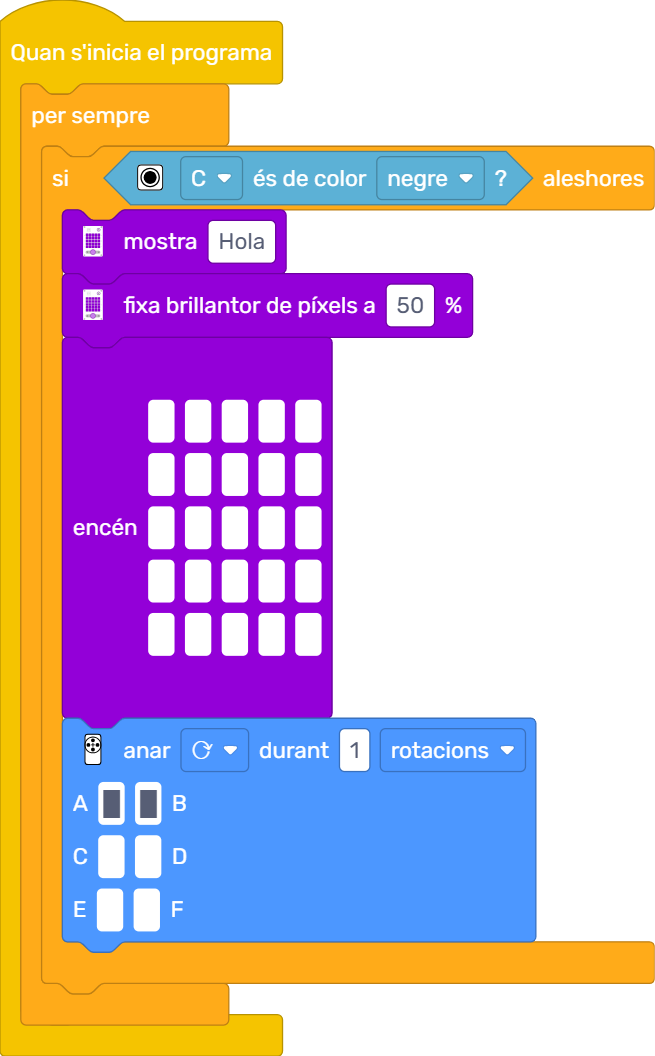 Quan s'inicia el programa
per sempre
si C és de color negre ? aleshores
mostra Hola
fixa brillantor de píxels a 50 %
encén
anar durant 1 rotacions
A B
C D
E F